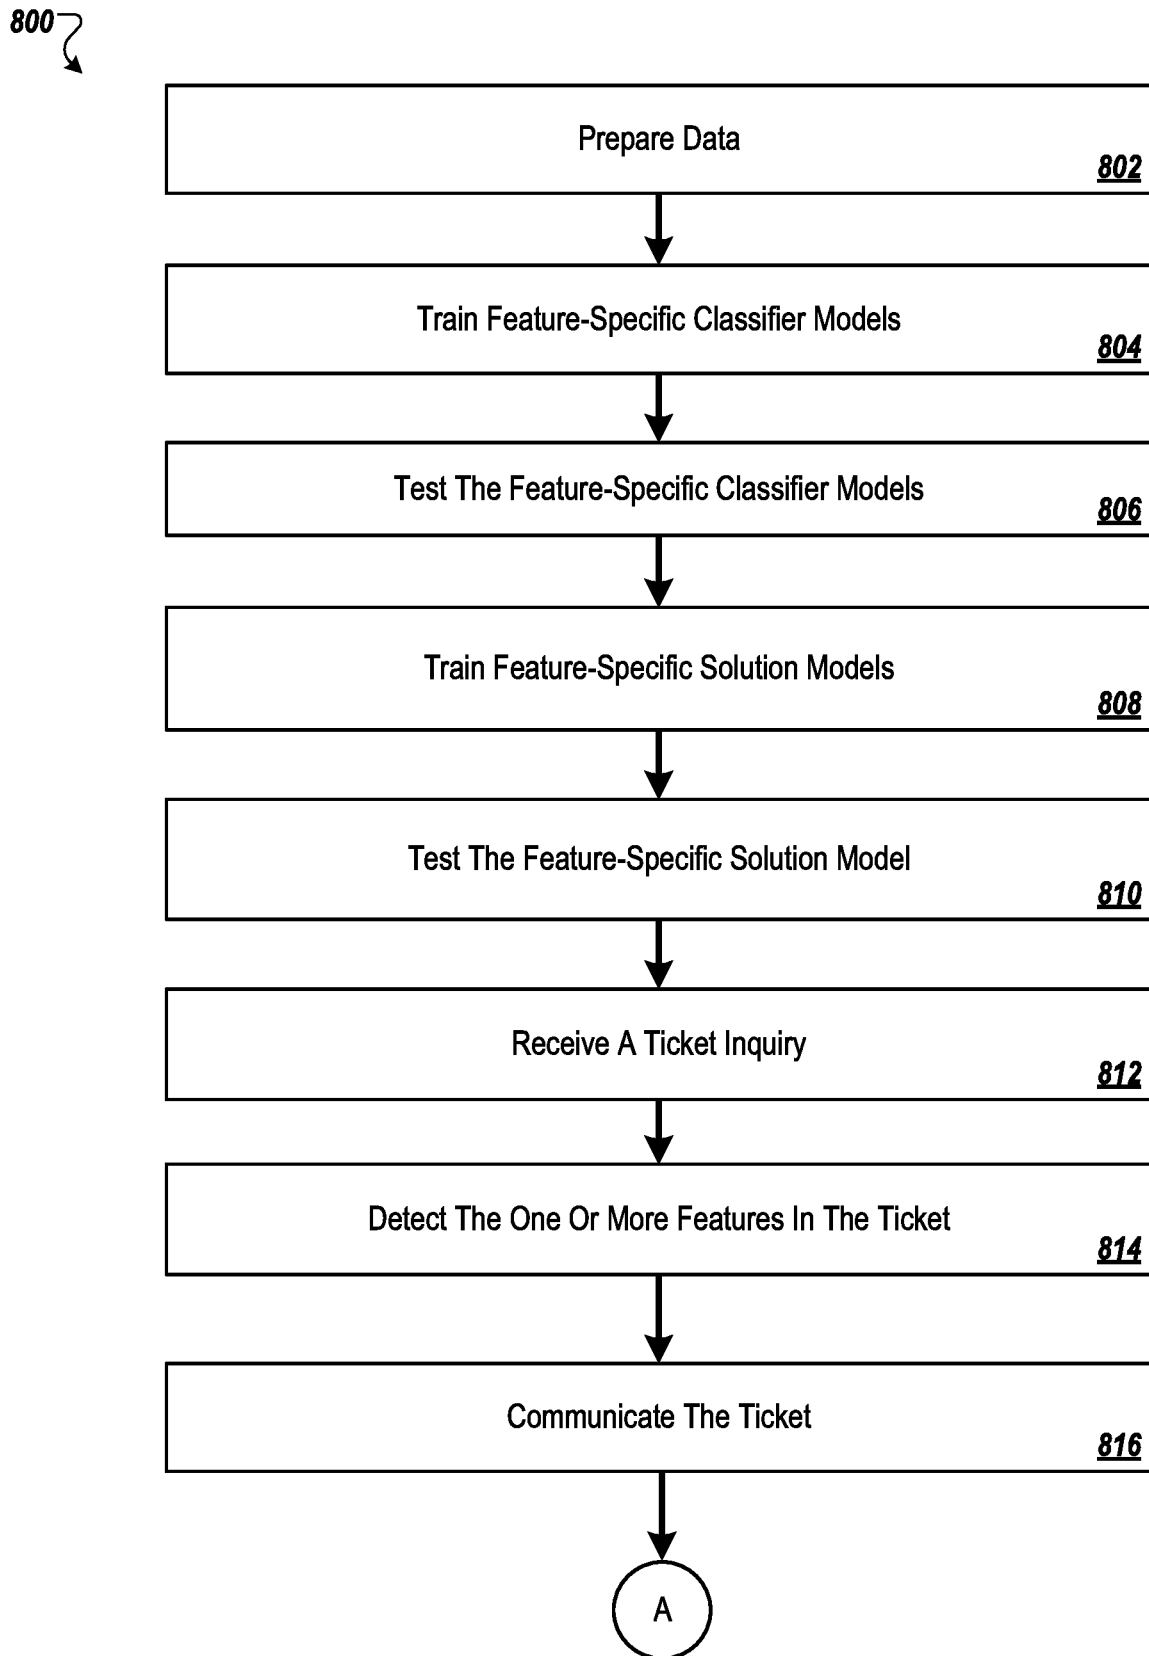 800
Prepare Data
802
Train Feature-Specific Classifier Models
804
Test The Feature-Specific Classifier Models
806
Train Feature-Specific Solution Models
808
Test The Feature-Specific Solution Model
810
Receive A Ticket Inquiry
812
Detect The One Or More Features In The Ticket
814
Communicate The Ticket
816
A